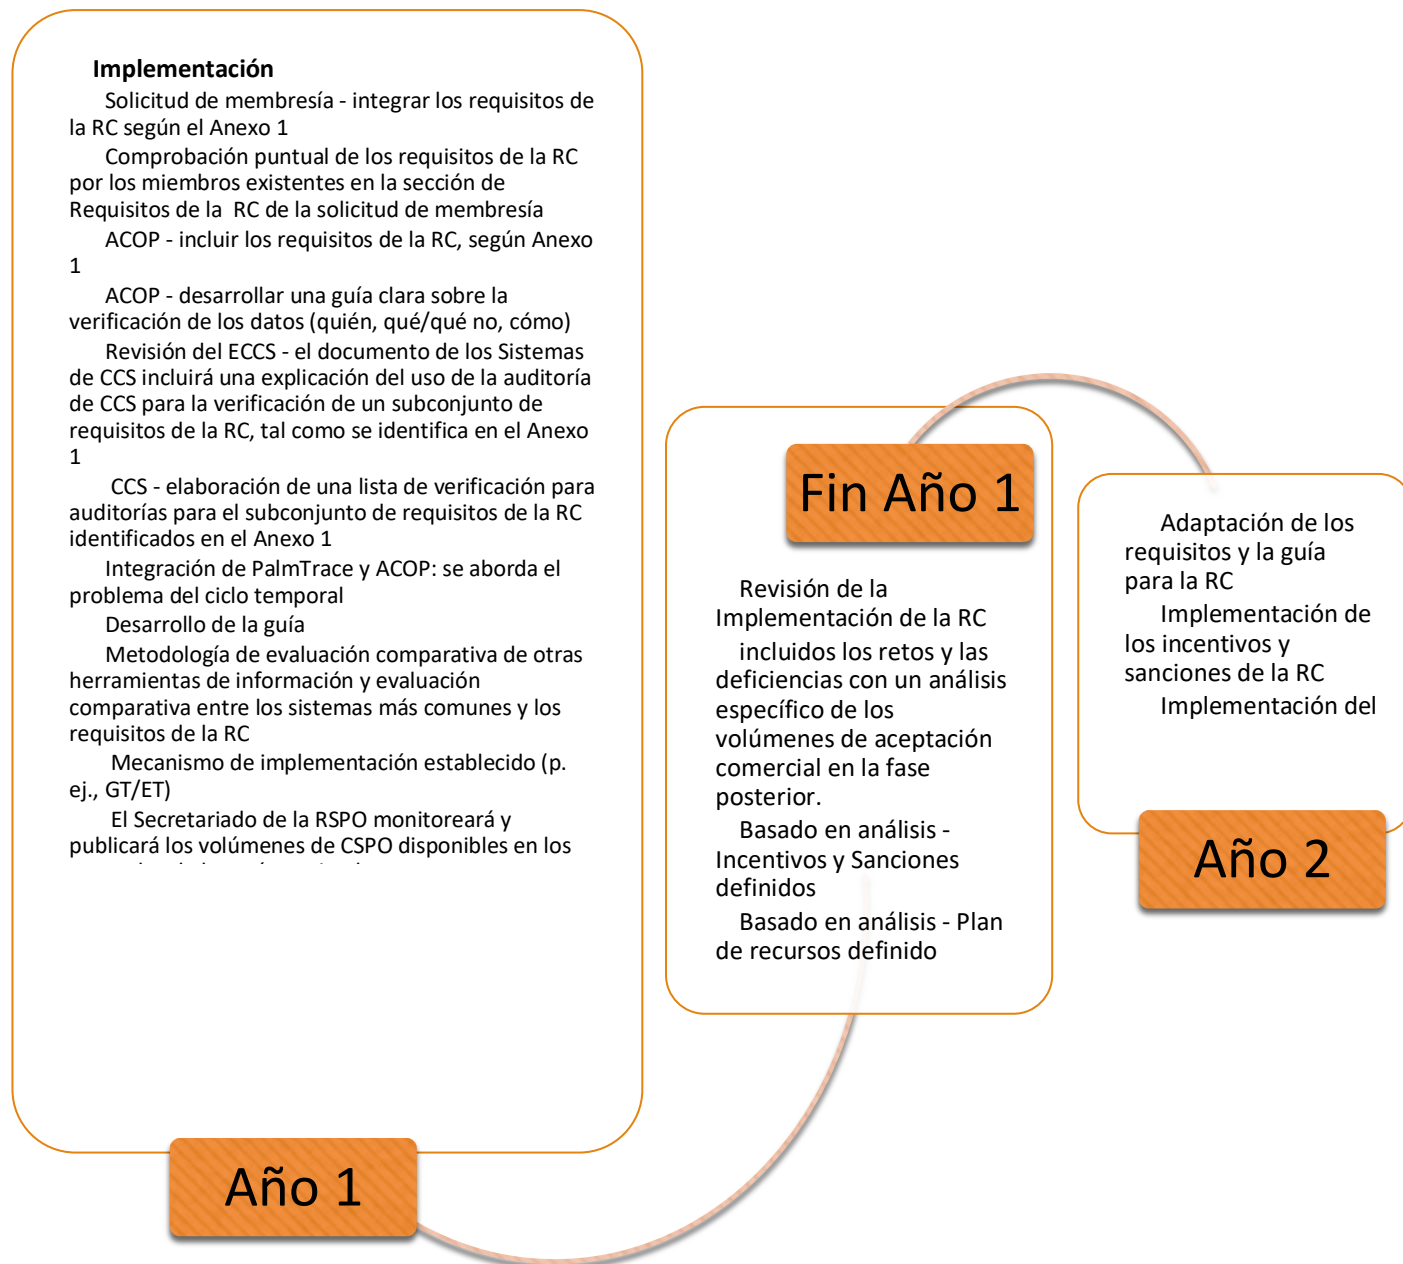 Implementación
Solicitud de membresía - integrar los requisitos de
la RC según el Anexo 1
Comprobación puntual de los requisitos de la RC
por los miembros existentes en la sección de
Requisitos de la RC de la solicitud de membresía
ACOP - incluir los requisitos de la RC, según Anexo
1
ACOP - desarrollar una guía clara sobre la
verificación de los datos (quién, qué/qué no, cómo)
Revisión del ECCS - el documento de los Sistemas
de CCS incluirá una explicación del uso de la auditoría
de CCS para la verificación de un subconjunto de
requisitos de la RC, tal como se identifica en el Anexo
1
CCS - elaboración de una lista de verificación para
auditorías para el subconjunto de requisitos de la RC
identificados en el Anexo 1
Integración de PalmTrace y ACOP: se aborda el
problema del ciclo temporal
Desarrollo de la guía
Metodología de evaluación comparativa de otras
herramientas de información y evaluación
comparativa entre los sistemas más comunes y los
requisitos de la RC
Mecanismo de implementación establecido (p.
ej., GT/ET)
El Secretariado de la RSPO monitoreará y
publicará los volúmenes de CSPO disponibles en los
Año 1
Fin Año 1
Revisión de la
Implementación de la RC
incluidos los retos y las
deficiencias con un análisis
específico de los
volúmenes de aceptación
comercial en la fase
posterior.
Basado en análisis -
Incentivos y Sanciones
definidos
Basado en análisis - Plan
de recursos definido
Adaptación de los
requisitos y la guía
para la RC
Implementación de
los incentivos y
sanciones de la RC
Implementación del
Año 2